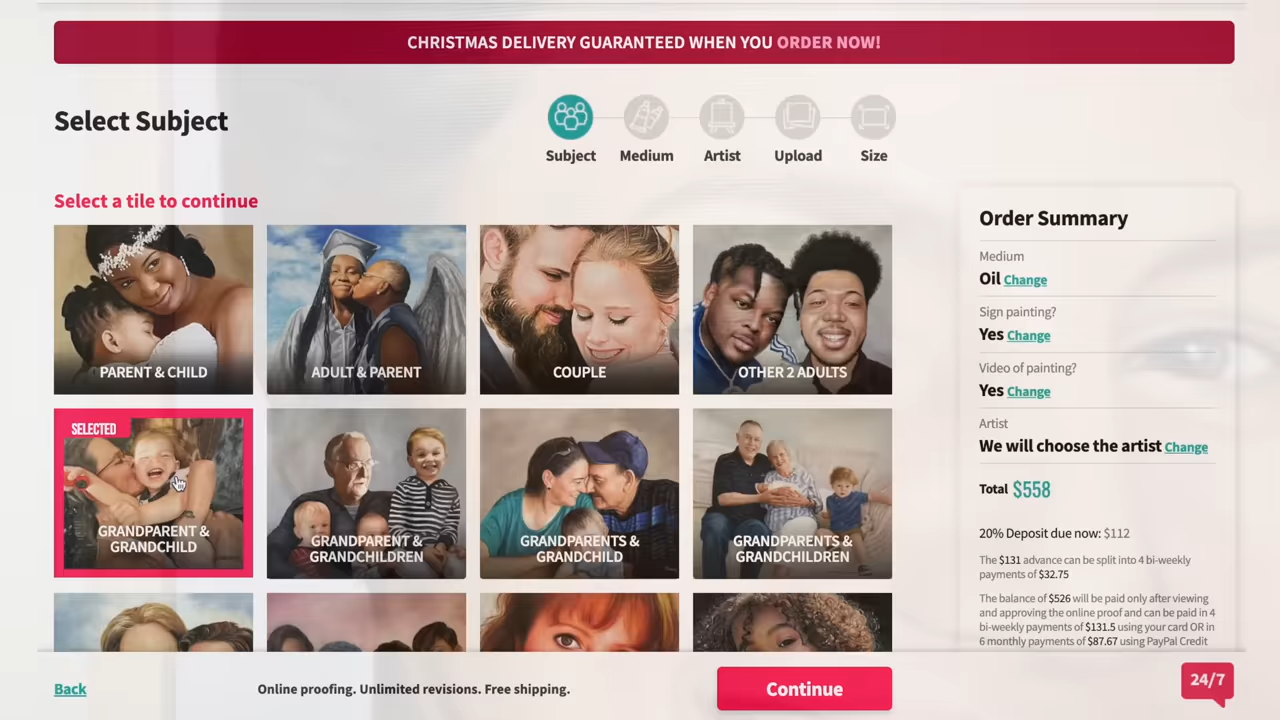 CHRISTMAS DELIVERY GUARANTEED WHEN YOU ORDER NOW!
Select Subject
Subject
Medium
Artist
Upload
Size
Select a tile to continue
PARENT & CHILD
ADULT & PARENT
COUPLE
OTHER 2 ADULTS
SELECTED
GRANDPARENT &
GRANDCHILD
GRANDPARENT &
GRANDCHILDREN
GRANDPARENTS &
GRANDCHILD
GRANDPARENTS &
GRANDCHILDREN
Order Summary
Medium
Oil Change
Sign painting?
Yes Change
Video of painting?
Yes Change
Artist
We will choose the artist Change
Total $558
20% Deposit due now: $112
The $131 advance can be split into 4 bi-weekly
payments of $32.75
The balance of $526 will be paid only after viewing
and approving the online proof and can be paid in 4
bi-weekly payments of $131.5 using your card OR in
6 monthly payments of $87.67 using PayPal Credit
Back
Online proofing. Unlimited revisions. Free shipping.
Continue
24/7